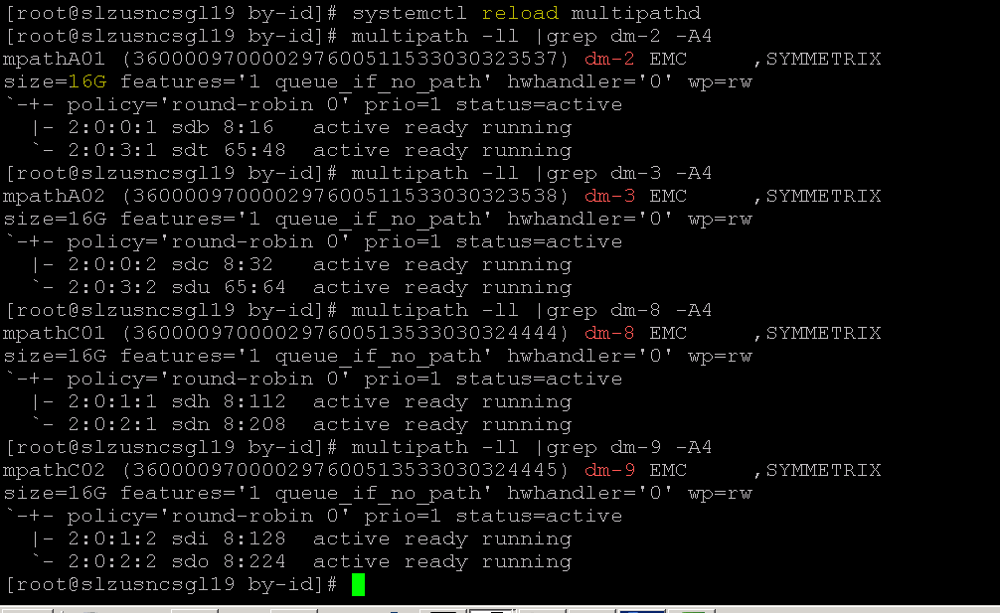 [root@slzusncsgl19 by-id]# systemctl reload multipathd
[root@slzusncsgl19 by-id]# multipath -ll |grep dm-2 -A4
mpathA01 (360000970000297600511533030323537) dm-2 EMC     ,SYMMETRIX
size=16G features='1 queue_if_no_path' hwhandler='0' wp=rw
`-+- policy='round-robin 0' prio=1 status=active
  |- 2:0:0:1 sdb 8:16   active ready running
  `- 2:0:3:1 sdt 65:48  active ready running
[root@slzusncsgl19 by-id]# multipath -ll |grep dm-3 -A4
mpathA02 (360000970000297600511533030323538) dm-3 EMC     ,SYMMETRIX
size=16G features='1 queue_if_no_path' hwhandler='0' wp=rw
`-+- policy='round-robin 0' prio=1 status=active
  |- 2:0:0:2 sdc 8:32   active ready running
  `- 2:0:3:2 sdu 65:64  active ready running
[root@slzusncsgl19 by-id]# multipath -ll |grep dm-8 -A4
mpathC01 (360000970000297600513533030324444) dm-8 EMC     ,SYMMETRIX
size=16G features='1 queue_if_no_path' hwhandler='0' wp=rw
`-+- policy='round-robin 0' prio=1 status=active
  |- 2:0:1:1 sdh 8:112  active ready running
  `- 2:0:2:1 sdn 8:208  active ready running
[root@slzusncsgl19 by-id]# multipath -ll |grep dm-9 -A4
mpathC02 (360000970000297600513533030324445) dm-9 EMC     ,SYMMETRIX
size=16G features='1 queue_if_no_path' hwhandler='0' wp=rw
`-+- policy='round-robin 0' prio=1 status=active
  |- 2:0:1:2 sdi 8:128  active ready running
  `- 2:0:2:2 sdo 8:224  active ready running
[root@slzusncsgl19 by-id]#